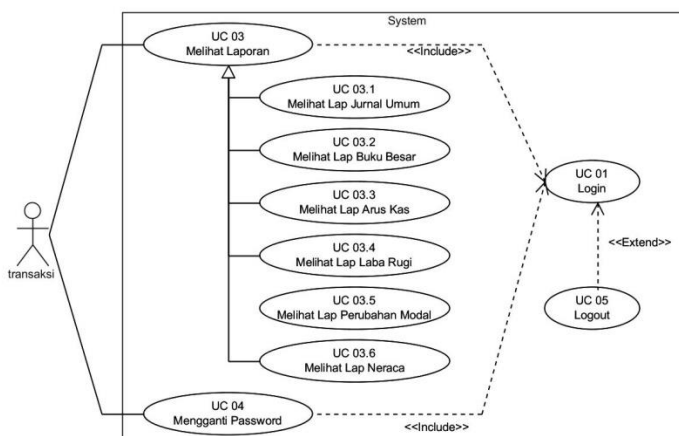 System
UC 03
Melihat Laporan
<<Include>>
UC 03.1
Melihat Lap Jurnal Umum
UC 03.2
Melihat Lap Buku Besar
UC 03.3
Melihat Lap Arus Kas
UC 03.4
Melihat Lap Laba Rugi
UC 03.5
Melihat Lap Perubahan Modal
UC 03.6
Melihat Lap Neraca
UC 01
Login
<<Extend>>
UC 05
Logout
transaksi
UC 04
Mengganti Password
<<Include>>